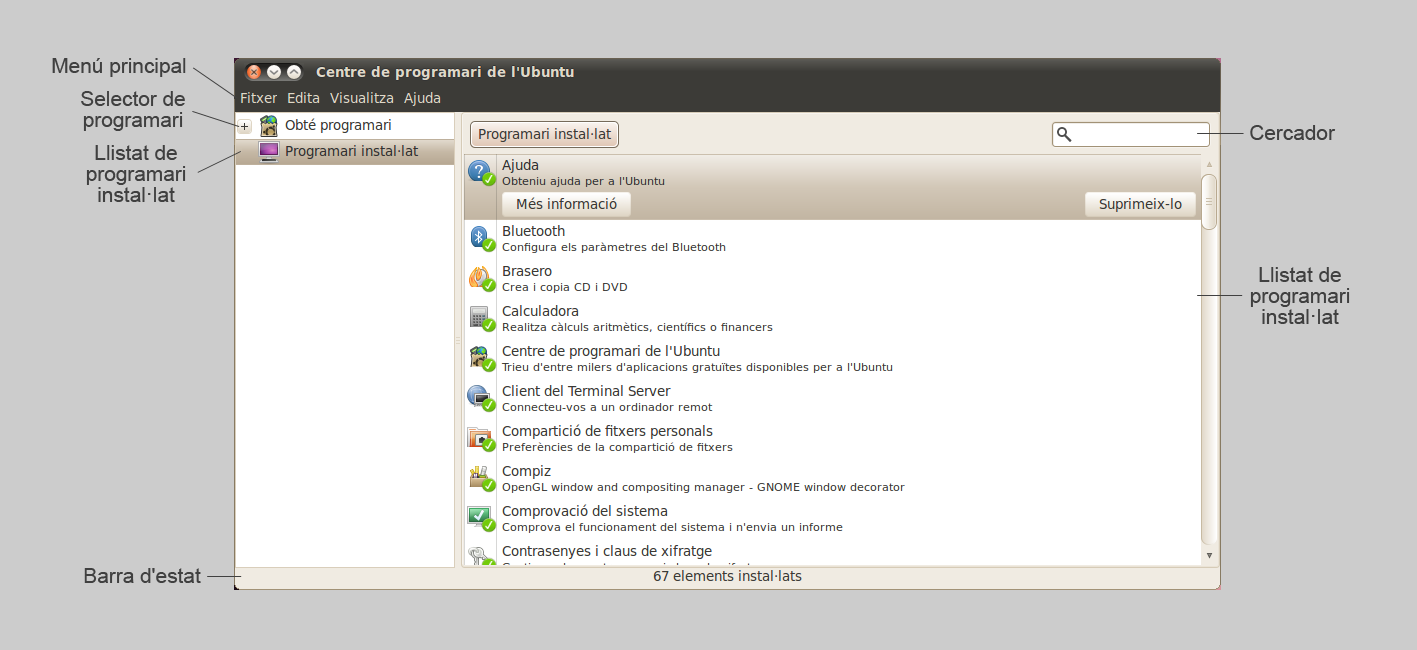 Menú principal
Selector de
programari
Llistat de
programari
instal·lat
Barra d'estat
Centre de programari de l'Ubuntu
Fitxer Edita Visualitza Ajuda
Obté programari
Programari instal·lat
Programari instal·lat
Ajuda
Obteniu ajuda per a l'Ubuntu
Més informació
Suprimeix-lo
Bluetooth
Configura els paràmetres del Bluetooth
Brasero
Crea i copia CD i DVD
Calculadora
Realitza càlculs aritmètics, científics o financers
Centre de programari de l'Ubuntu
Trieu d'entre milers d'aplicacions gratuïtes disponibles per a l'Ubuntu
Client del Terminal Server
Connecteu-vos a un ordinador remot
Compartició de fitxers personals
Preferències de la compartició de fitxers
Compiz
OpenGL window and compositing manager - GNOME window decorator
Comprovació del sistema
Comprova el funcionament del sistema i n'envia un informe
Contrasenyes i claus de xifratge
67 elements instal·lats
Cercador
Llistat de
programari
instal·lat